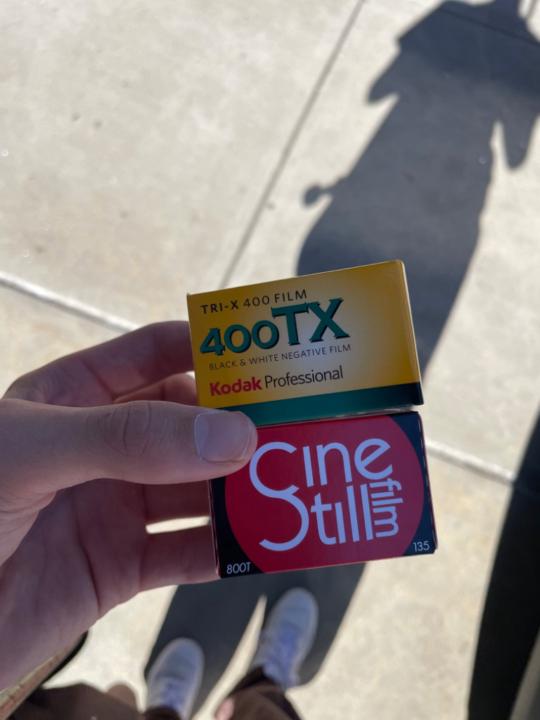 TRI-X 400 FILM
400TX
BLACK & WHITE NEGATIVE FILM
Kodak Professional
Cine
Still
film
800T
135